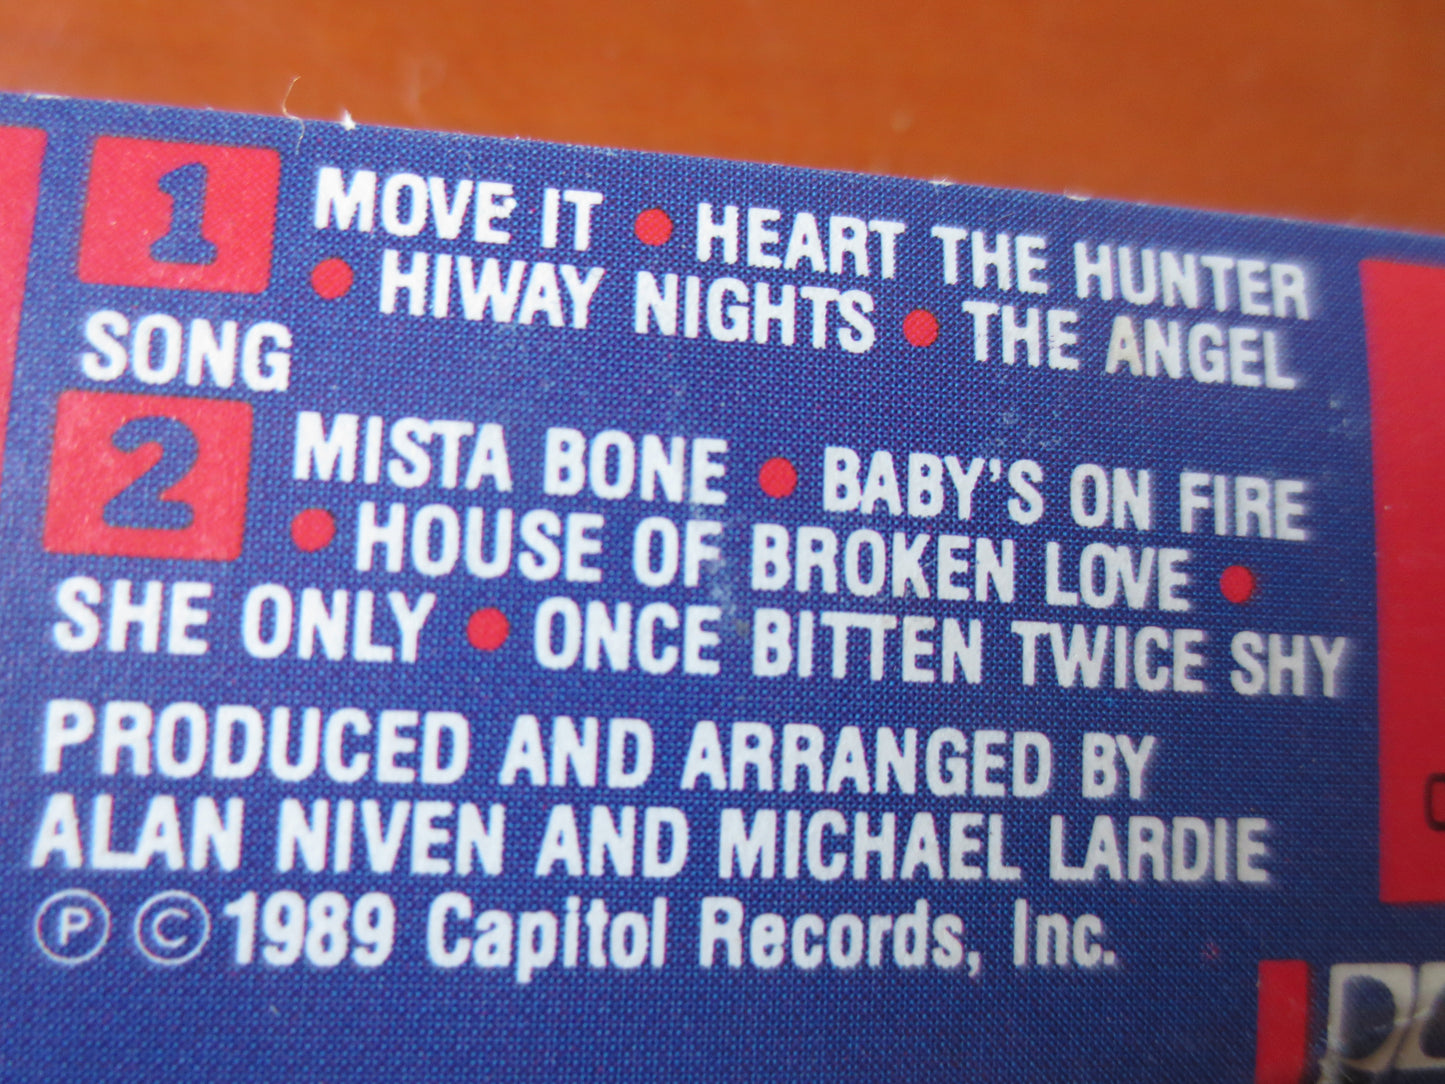 1 MOVE IT • HEART THE HUNTER
• HIWAY NIGHTS • THE ANGEL
SONG
2 MISTA BONE • BABY'S ON FIRE
• HOUSE OF BROKEN LOVE •
SHE ONLY • ONCE BITTEN TWICE SHY
PRODUCED AND ARRANGED BY
ALAN NIVEN AND MICHAEL LARDIE
Ⓟ © 1989 Capitol Records, Inc.